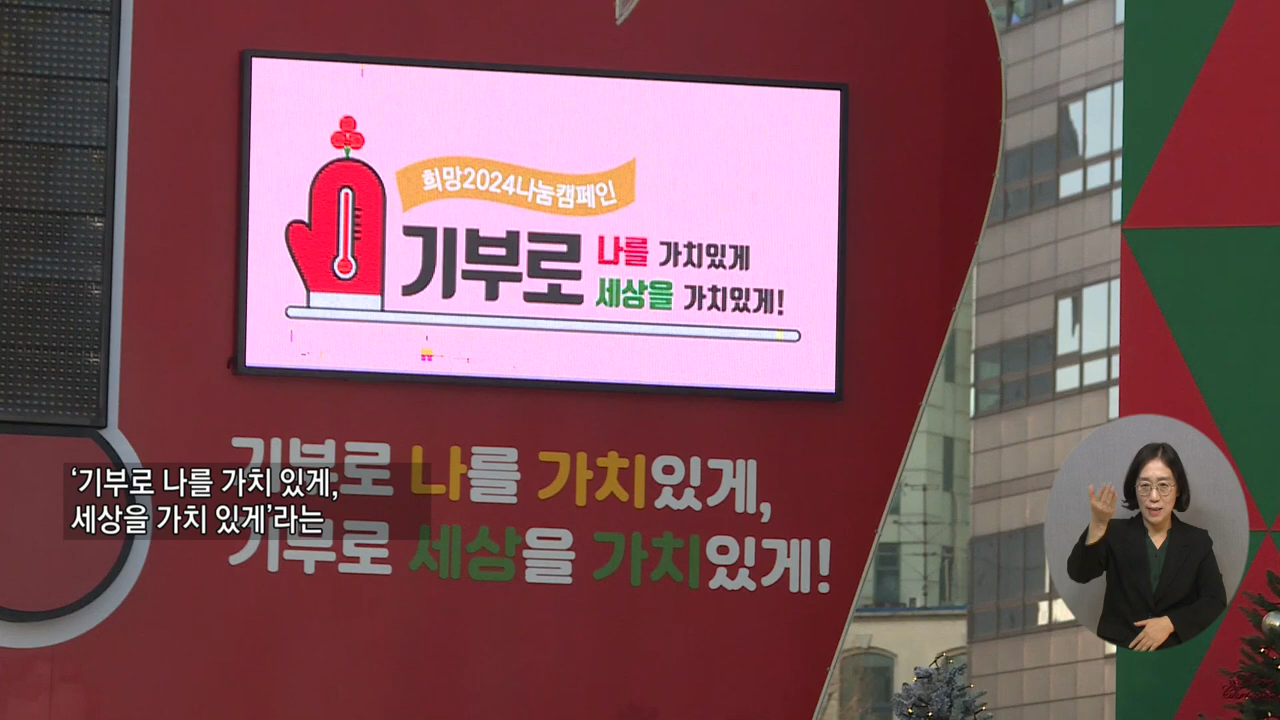 희망2024나눔캠페인
기부로 나를 가치있게
세상을 가치있게!
기부로 나를 가치있게,
기부로 세상을 가치있게!
‘기부로 나를 가치 있게,
세상을 가치 있게’라는